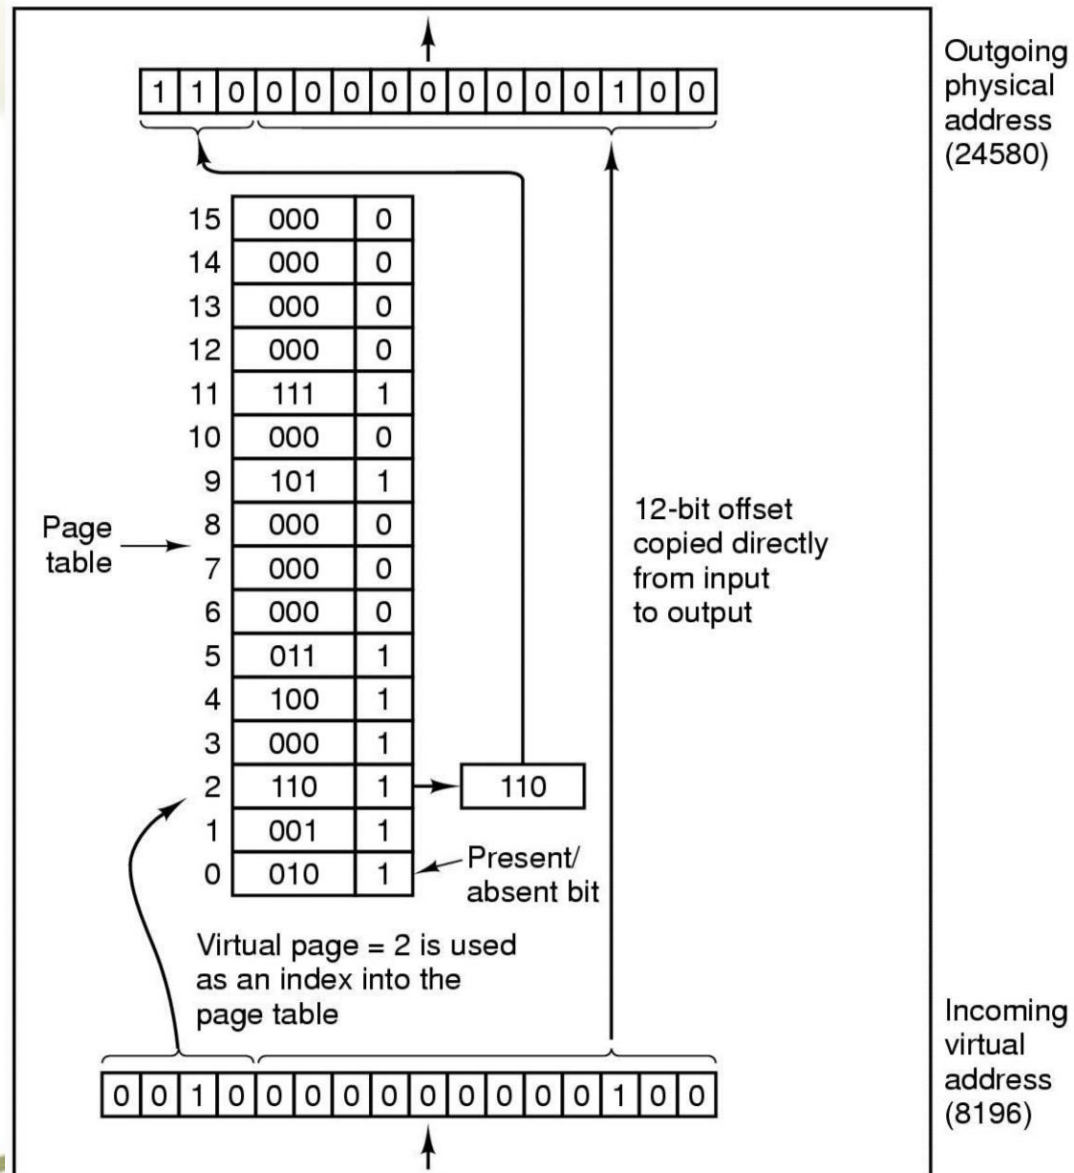 1 1 0 0 0 0 0 0 0 0 0 0 1 0 0
Outgoing
physical
address
(24580)
15 000 0
14 000 0
13 000 0
12 000 0
11 111 1
10 000 0
9 101 1
8 000 0
7 000 0
6 000 0
5 011 1
4 100 1
3 000 1
2 110 1 110
1 001 1
0 010 1
Page
table
12-bit offset
copied directly
from input
to output
Present/
absent bit
Virtual page = 2 is used
as an index into the
page table
0 0 1 0 0 0 0 0 0 0 0 0 0 1 0 0
Incoming
virtual
address
(8196)